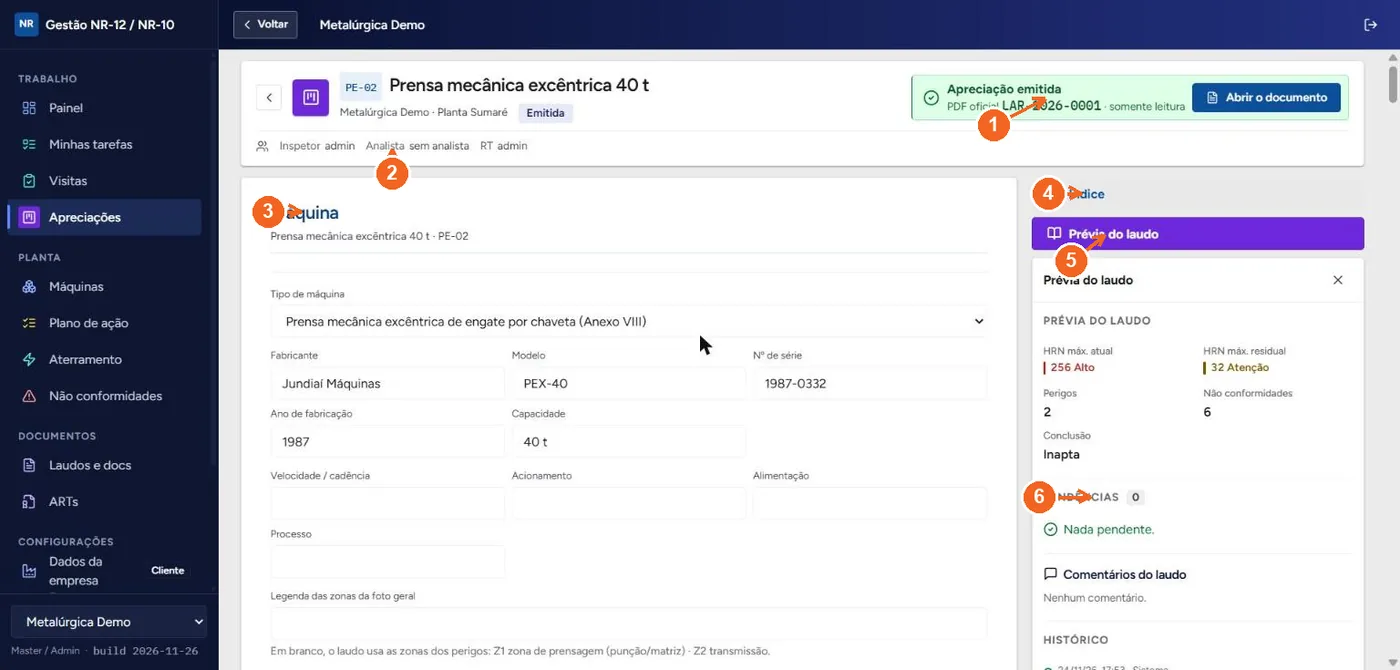 NR Gestão NR-12 / NR-10
Voltar
Metalúrgica Demo
TRABALHO
Painel
Minhas tarefas
Visitas
Apreciações
PLANTA
Máquinas
Plano de ação
Aterramento
Não conformidades
DOCUMENTOS
Laudos e docs
ARTs
CONFIGURAÇÕES
Dados da empresa
Cliente
Metalúrgica Demo
Master / Admin · build 2026-11-26
PE-02 Prensa mecânica excêntrica 40 t
Metalúrgica Demo · Planta Sumaré Emitida
Apreciação emitida
PDF oficial LAR-2026-0001 · somente leitura
Abrir o documento
1
Inspetor admin Analista sem analista RT admin
2
3
áquina
Prensa mecânica excêntrica 40 t · PE-02
Tipo de máquina
Prensa mecânica excêntrica de engate por chaveta (Anexo VIII)
Fabricante Modelo Nº de série
Jundiaí Máquinas PEX-40 1987-0332
Ano de fabricação Capacidade
1987 40 t
Velocidade / cadência Acionamento Alimentação
Processo
Legenda das zonas da foto geral
Em branco, o laudo usa as zonas dos perigos: Z1 zona de prensagem (punção/matriz) · Z2 transmissão.
4
dice
Prévia do laudo
5
Prévia do laudo
PRÉVIA DO LAUDO
HRN máx. atual HRN máx. residual
256 Alto 32 Atenção
Perigos Não conformidades
2 6
Conclusão
Inapta
6
NDÊNCIAS 0
Nada pendente.
Comentários do laudo
Nenhum comentário.
HISTÓRICO